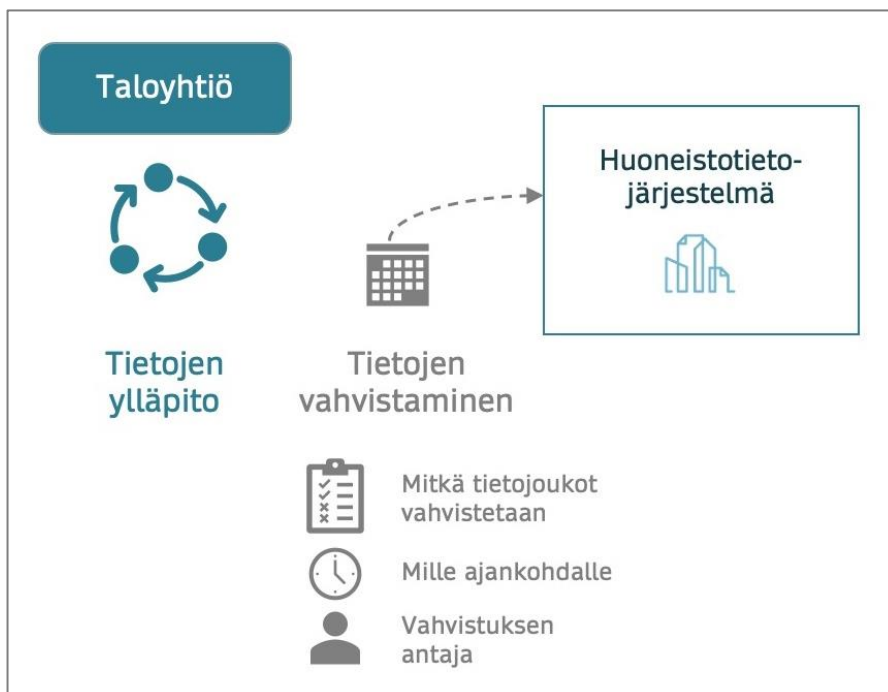 Taloyhtiö
Huoneistotieto-
järjestelmä
Tietojen
ylläpito
Tietojen
vahvistaminen
Mitkä tietojoukot
vahvistetaan
Mille ajankohdalle
Vahvistuksen
antaja